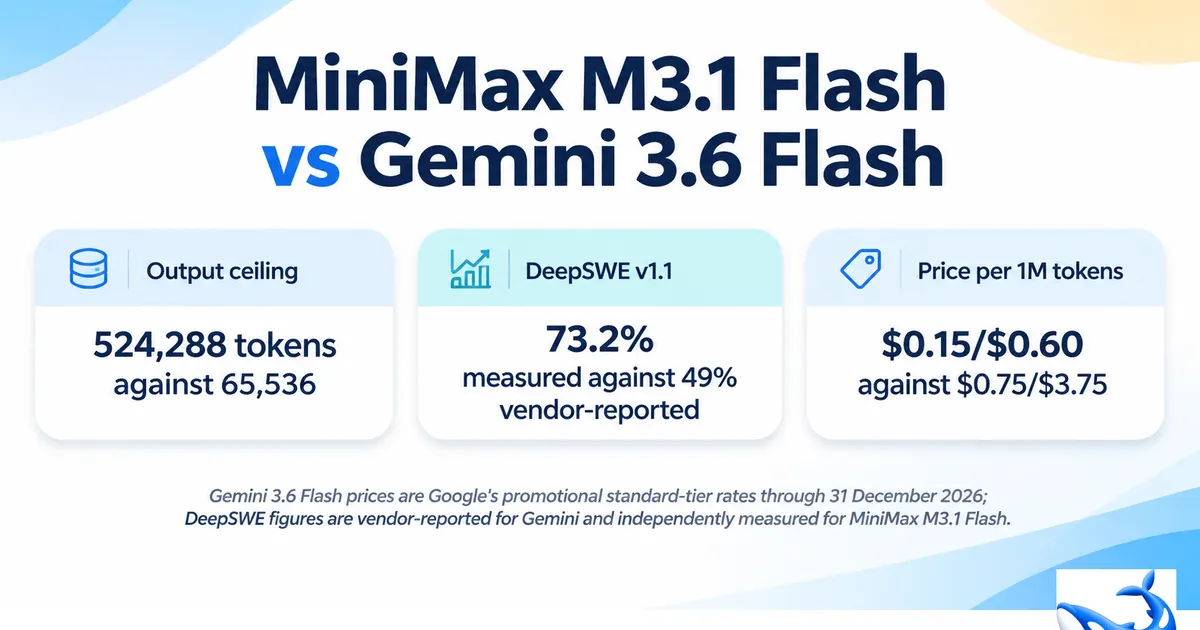 MiniMax M3.1 Flash
vs Gemini 3.6 Flash
Output ceiling
524,288 tokens
against 65,536
DeepSWE v1.1
73.2%
measured against 49%
vendor-reported
Price per 1M tokens
$0.15/$0.60
against $0.75/$3.75
Gemini 3.6 Flash prices are Google's promotional standard-tier rates through 31 December 2026;
DeepSWE figures are vendor-reported for Gemini and independently measured for MiniMax M3.1 Flash.